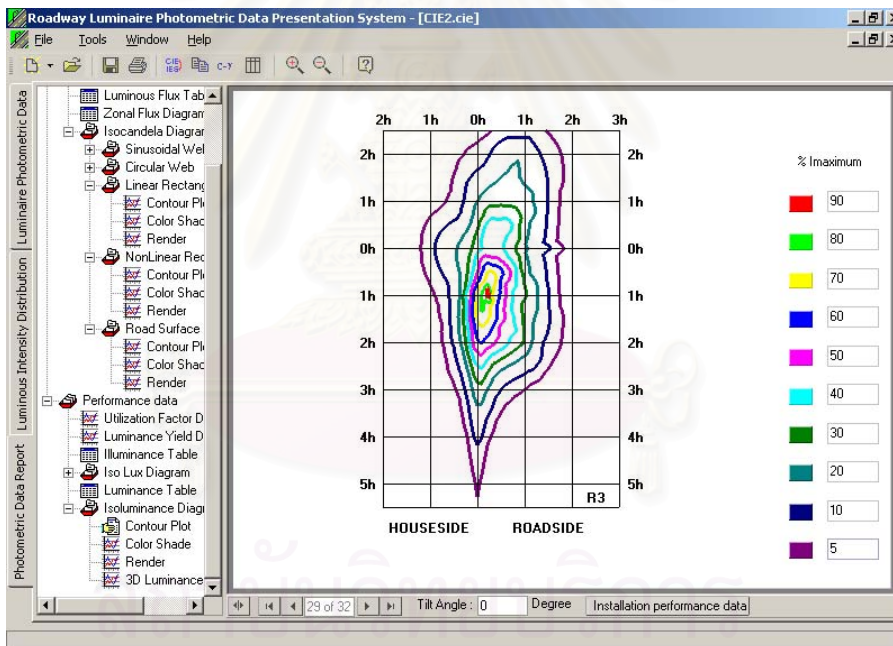 Roadway Luminaire Photometric Data Presentation System - [CIE2.cie]
File Tools Window Help
CIE IES C-Y
Luminaire Photometric Data
Luminous Intensity Distribution
Photometric Data Report
Luminous Flux Tab
Zonal Flux Diagram
Isocandela Diagrar
Sinusoidal Wel
Circular Web
Linear Rectang
Contour Pl
Color Shac
Render
NonLinear Rec
Contour Pl
Color Shac
Render
Road Surface
Contour Pl
Color Shac
Render
Performance data
Utilization Factor D
Luminance Yield D
Illuminance Table
Iso Lux Diagram
Luminance Table
Isoluminance Diagr
Contour Plot
Color Shade
Render
3D Luminance
2h 1h 0h 1h 2h 3h
2h 2h
1h 1h
0h 0h
1h 1h
2h 2h
3h 3h
4h 4h
5h 5h
R3
HOUSESIDE ROADSIDE
% Imaximum
90
80
70
60
50
40
30
20
10
5
29 of 32 Tilt Angle : 0 Degree Installation performance data